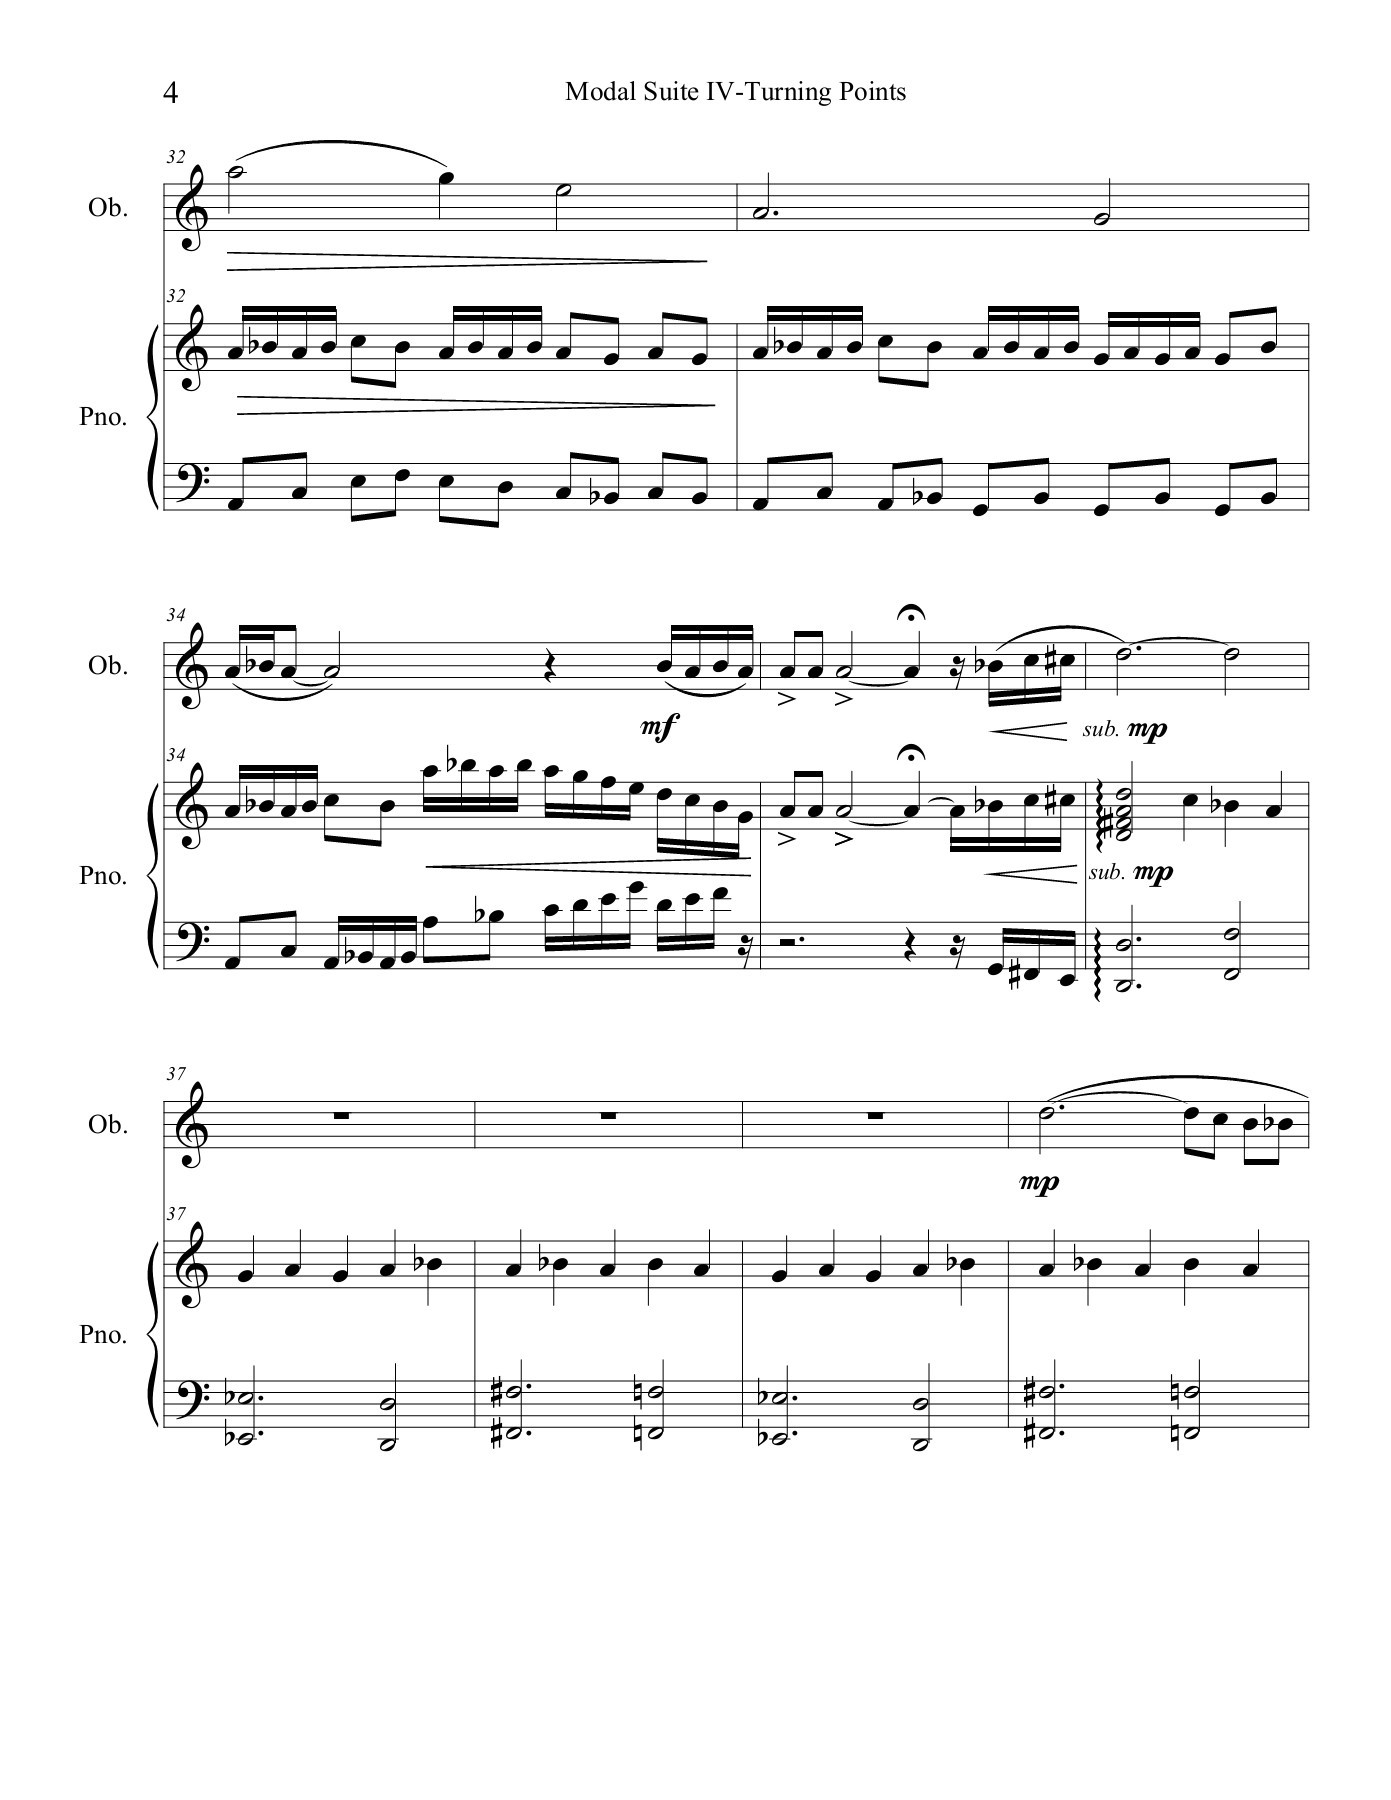 4 Modal Suite IV-Turning Points
32
Ob.
32
Pno.
34
Ob.
mf sub. mp
34
Pno.
sub. mp
37
Ob.
mp
37
Pno.